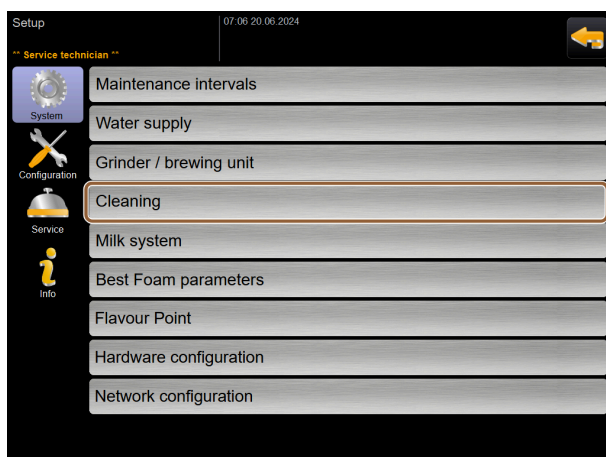 Setup
07:06 20.06.2024
** Service technician **
System
Configuration
Service
Info
Maintenance intervals
Water supply
Grinder / brewing unit
Cleaning
Milk system
Best Foam parameters
Flavour Point
Hardware configuration
Network configuration